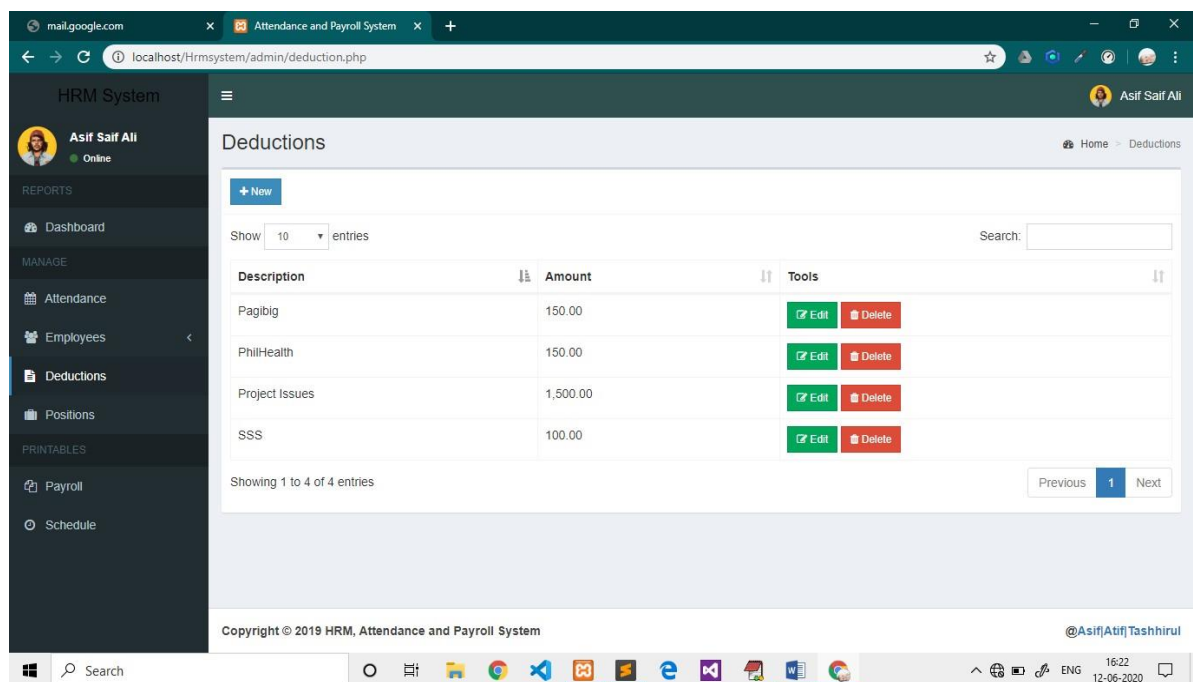 mail.google.com
Attendance and Payroll System
localhost/Hrmsystem/admin/deduction.php
HRM System
Asif Saif Ali
Asif Saif Ali
Online
REPORTS
Dashboard
MANAGE
Attendance
Employees
Deductions
Positions
PRINTABLES
Payroll
Schedule
Deductions
Home > Deductions
+ New
Show 10 entries
Search:
Description Amount Tools
Pagibig 150.00 Edit Delete
PhilHealth 150.00 Edit Delete
Project Issues 1,500.00 Edit Delete
SSS 100.00 Edit Delete
Showing 1 to 4 of 4 entries
Previous 1 Next
Copyright © 2019 HRM, Attendance and Payroll System
@Asif|Atif|Tashhirul
Search
ENG
16:22
12-06-2020